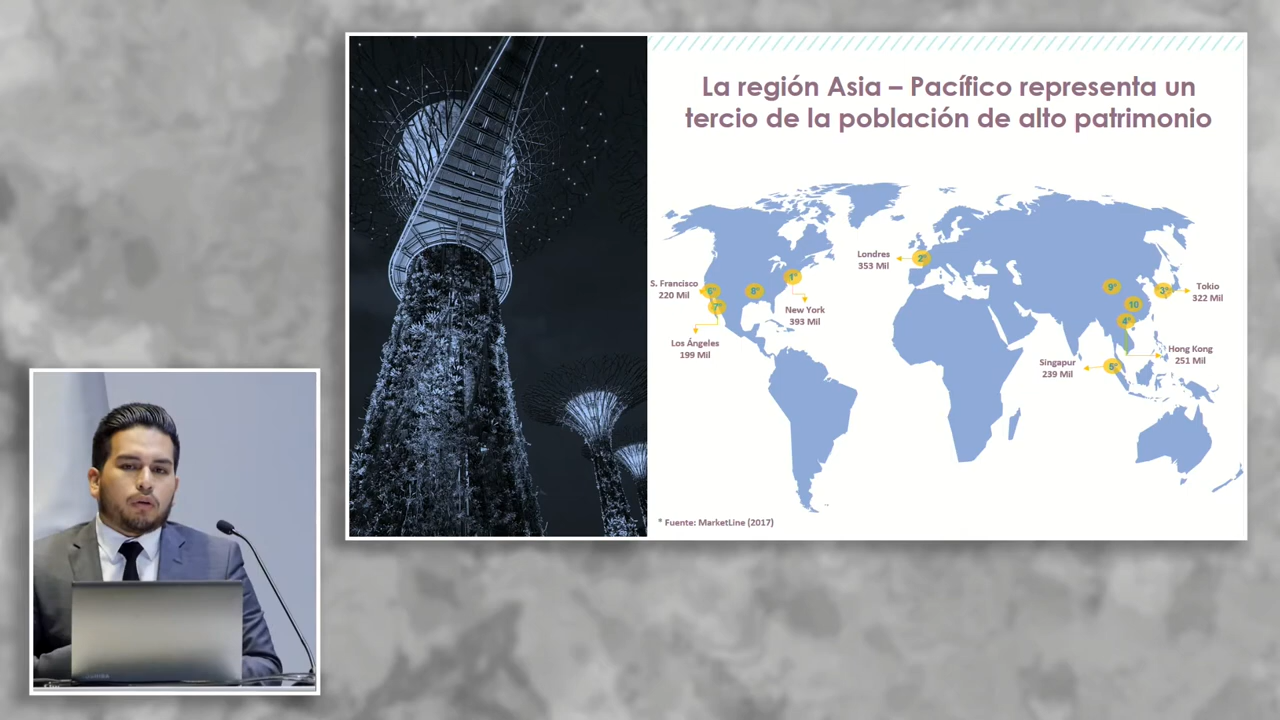 La región Asia – Pacífico representa un
tercio de la población de alto patrimonio
Londres
353 Mil
2°
S. Francisco
220 Mil
6°
8°
1°
7°
New York
393 Mil
Los Ángeles
199 Mil
9°
3°
Tokio
322 Mil
10
4°
Hong Kong
251 Mil
Singapur
239 Mil
5°
* Fuente: MarketLine (2017)